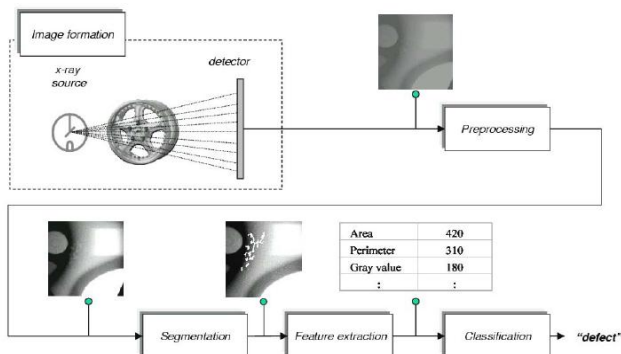 Image formation
x-ray
source
detector
Preprocessing
Area 420
Perimeter 310
Gray value 180
: :
Segmentation
Feature extraction
Classification
"defect"